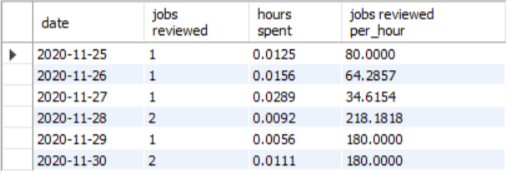 date jobs reviewed hours spent jobs reviewed per_hour
2020-11-25 1 0.0125 80.0000
2020-11-26 1 0.0156 64.2857
2020-11-27 1 0.0289 34.6154
2020-11-28 2 0.0092 218.1818
2020-11-29 1 0.0056 180.0000
2020-11-30 2 0.0111 180.0000